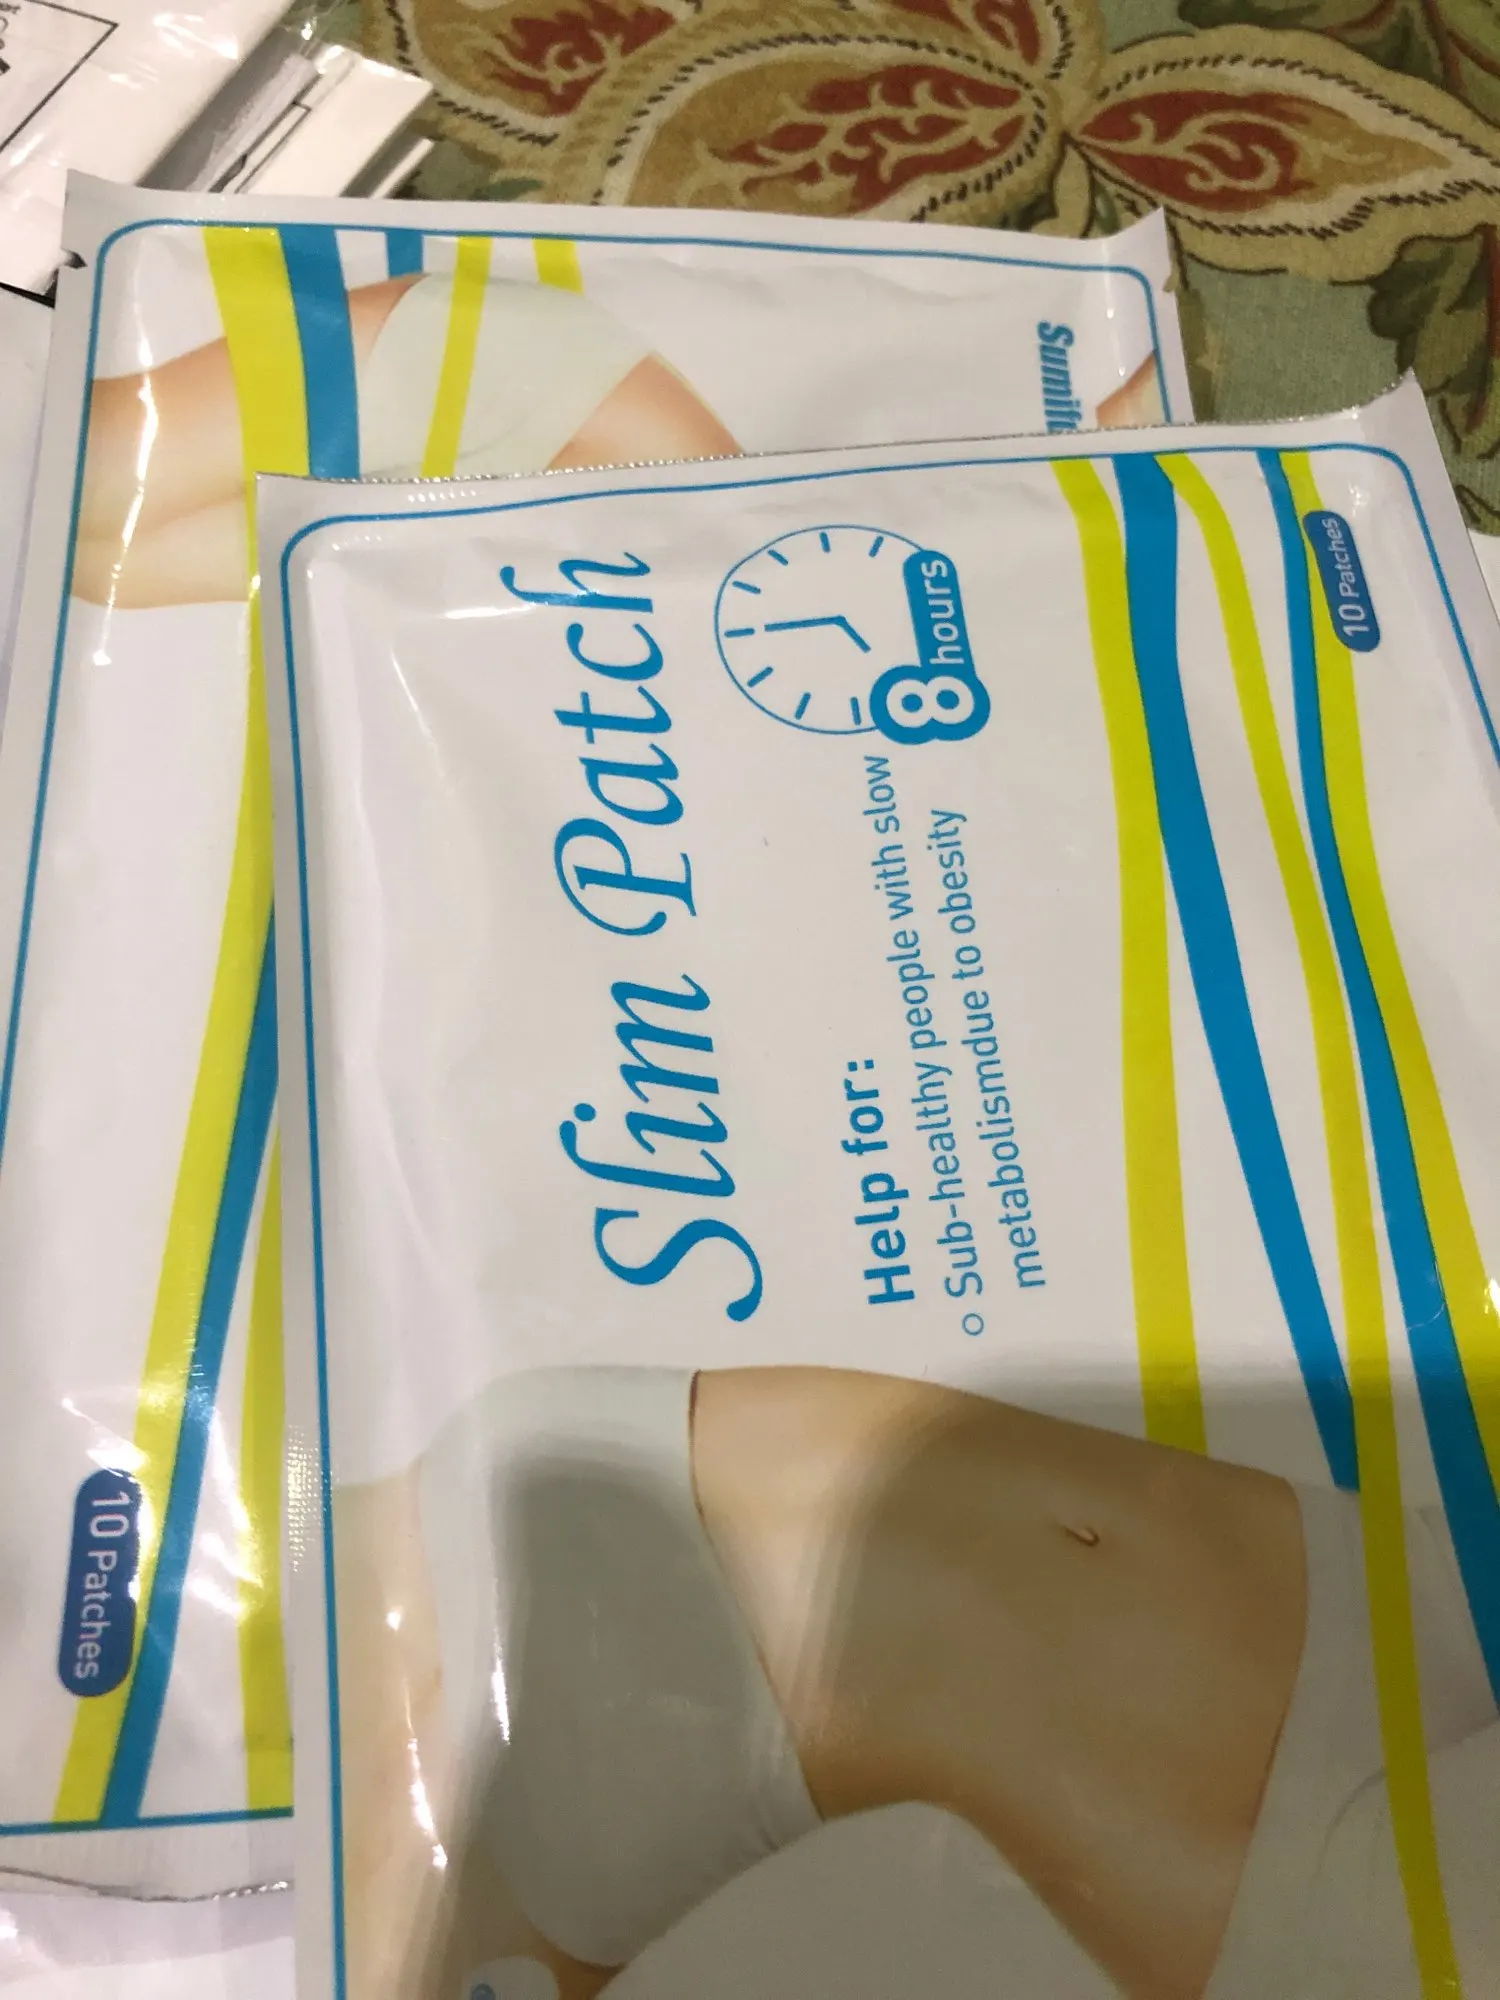 Slim Patch
8 hours
Help for:
Sub-healthy people with slow
metabolismdue to obesity
10 Patches
10 Patches